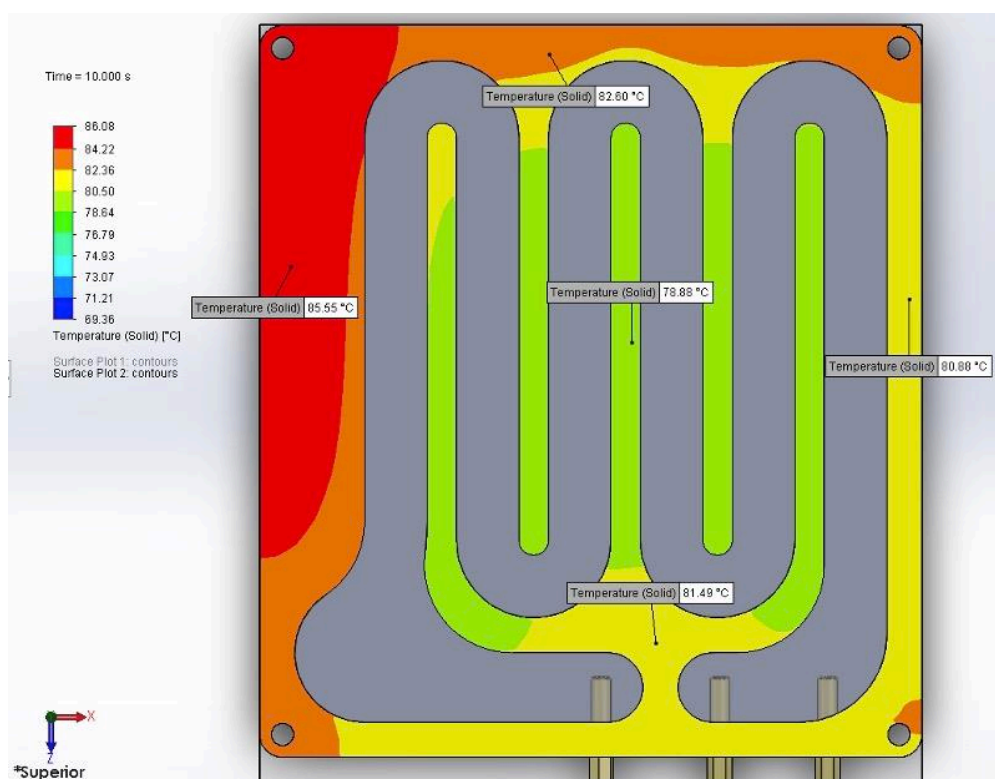 Time = 10.000 s
86.08
84.22
82.36
80.50
78.64
76.79
74.93
73.07
71.21
69.36
Temperature (Solid) [°C]
Surface Plot 1: contours
Surface Plot 2: contours
Temperature (Solid) 82.60 °C
Temperature (Solid) 85.55 °C
Temperature (Solid) 78.88 °C
Temperature (Solid) 80.88 °C
Temperature (Solid) 81.49 °C
X
Z
*Superior